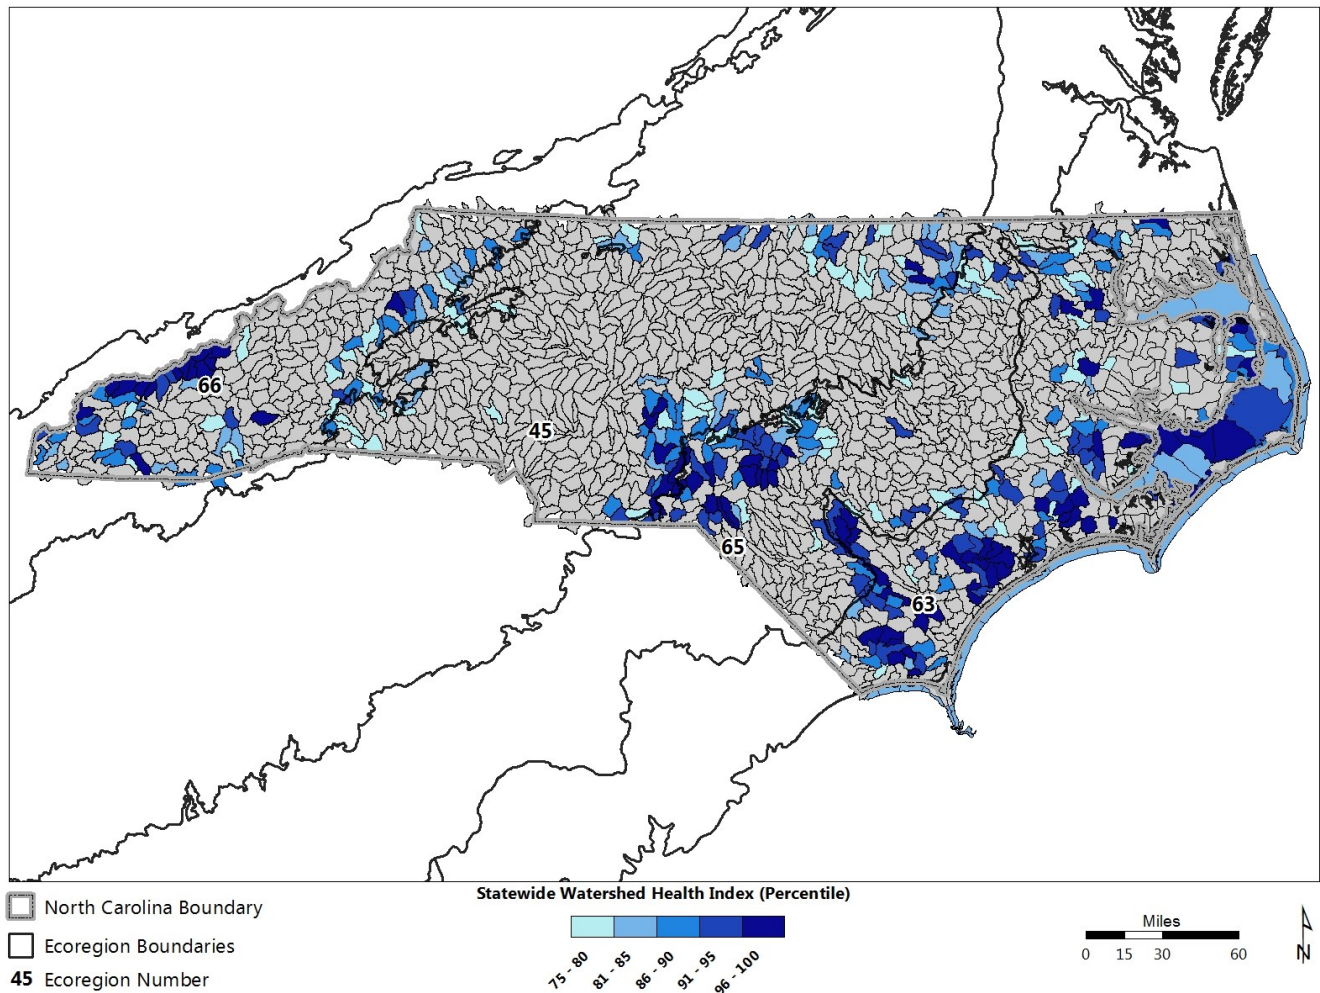 66
45
65
63
Statewide Watershed Health Index (Percentile)
75 - 80
81 - 85
86 - 90
91 - 95
96 - 100
North Carolina Boundary
Ecoregion Boundaries
45 Ecoregion Number
Miles
0 15 30 60
N